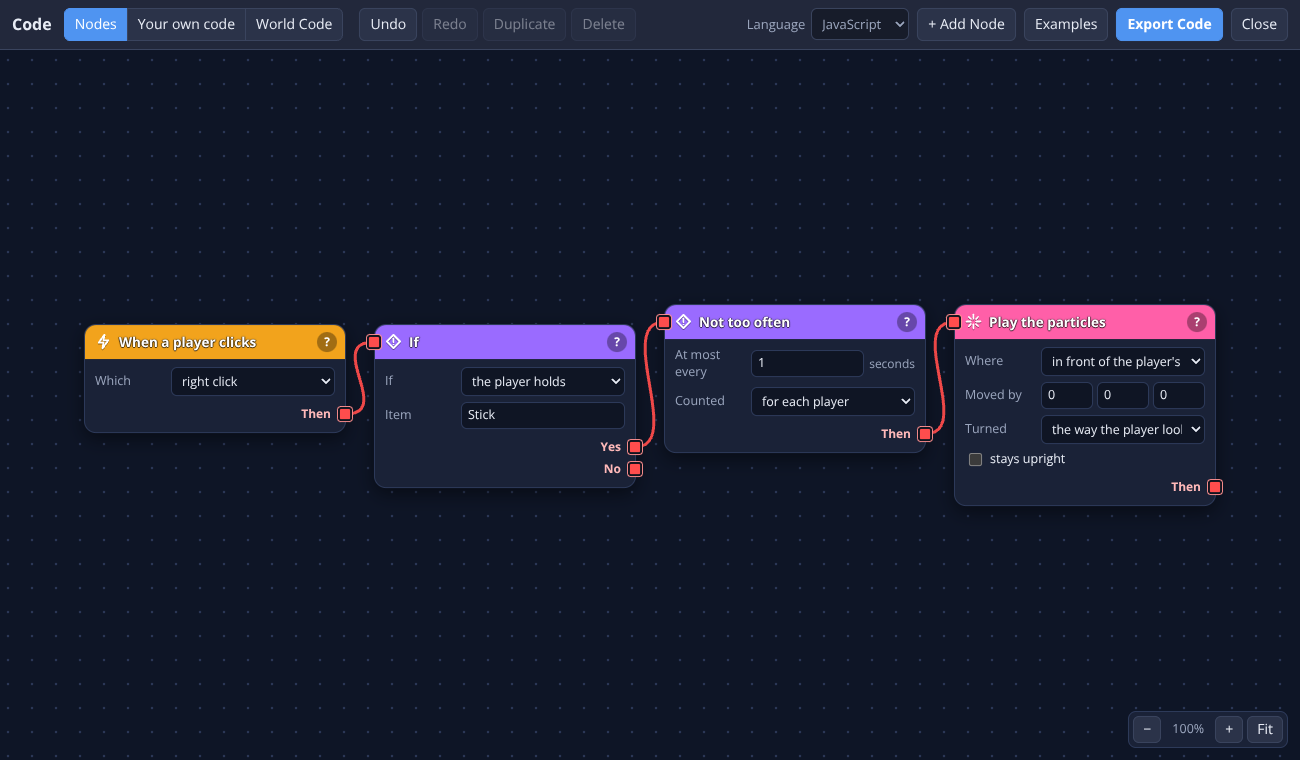 Code Nodes Your own code World Code Undo Redo Duplicate Delete Language JavaScript + Add Node Examples Export Code Close
When a player clicks ?
Which right click
Then
If ?
If the player holds
Item Stick
Yes
No
Not too often ?
At most every 1 seconds
Counted for each player
Then
Play the particles ?
Where in front of the player's
Moved by 0 0 0
Turned the way the player
stays upright
Then
− 100% + Fit